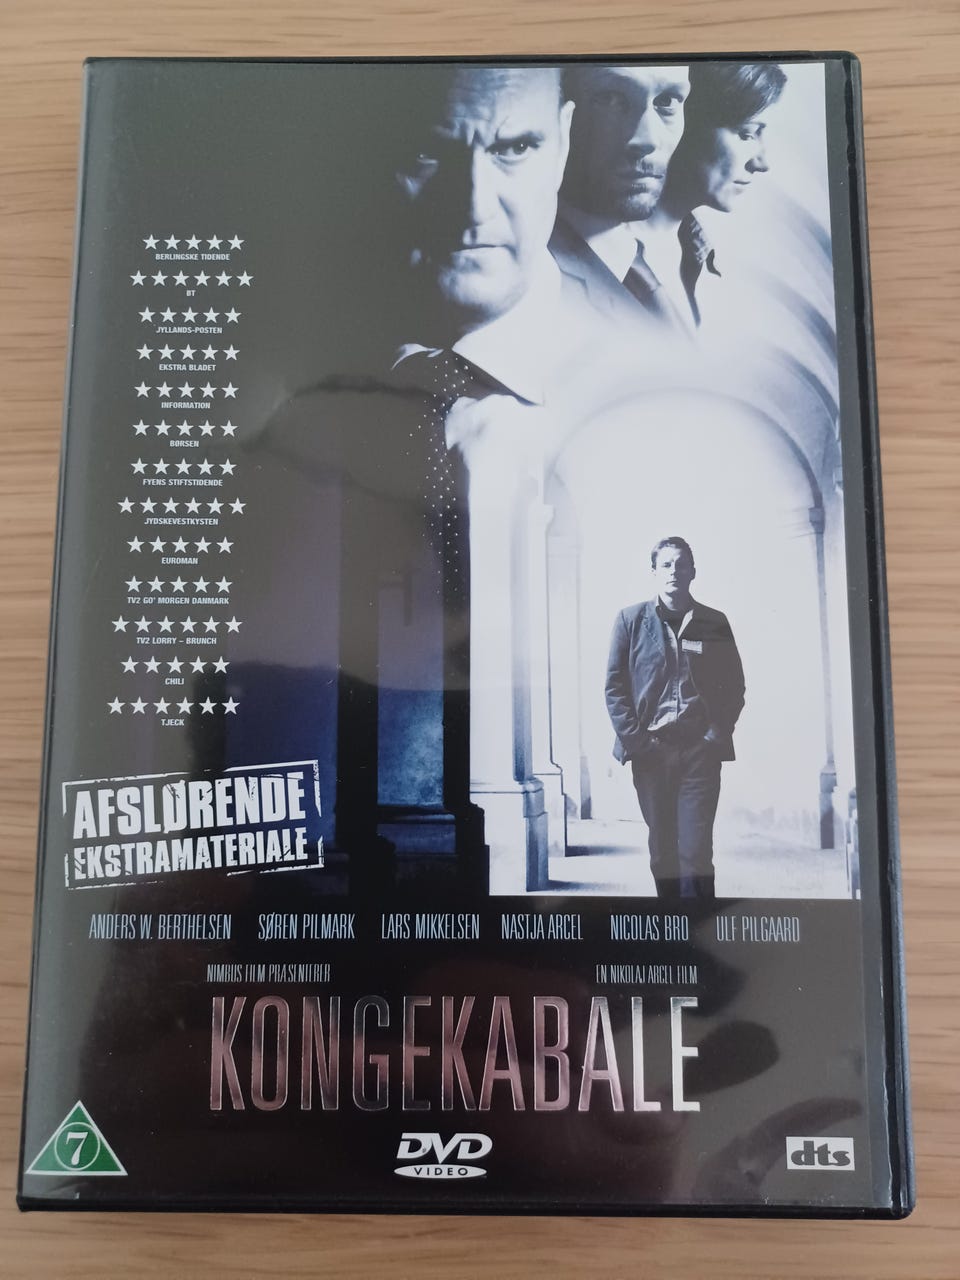 ★★★★★
BERLINGSKE TIDENDE
★★★★★★
BT
★★★★★
JYLLANDS-POSTEN
★★★★★
EKSTRA BLADET
★★★★★
INFORMATION
★★★★★
BØRSEN
★★★★★
FYENS STIFTSTIDENDE
★★★★★★
JYDSKEVESTKYSTEN
★★★★★
EUROMAN
★★★★★
TV2 GO' MORGEN DANMARK
★★★★★★
TV2 LØRRY – BRUNCH
★★★★★
CHILI
★★★★★★
TJECK
AFSLØRENDE
EKSTRAMATERIALE
ANDERS W. BERTHELSEN SØREN PILMARK LARS MIKKELSEN NASTJA ARCEL NICOLAS BRO ULF PILGAARD
NIMBUS FILM PRÆSENTERER EN NIKOLAJ ARCEL FILM
KONGEKABALE
7
DVD
VIDEO
dts